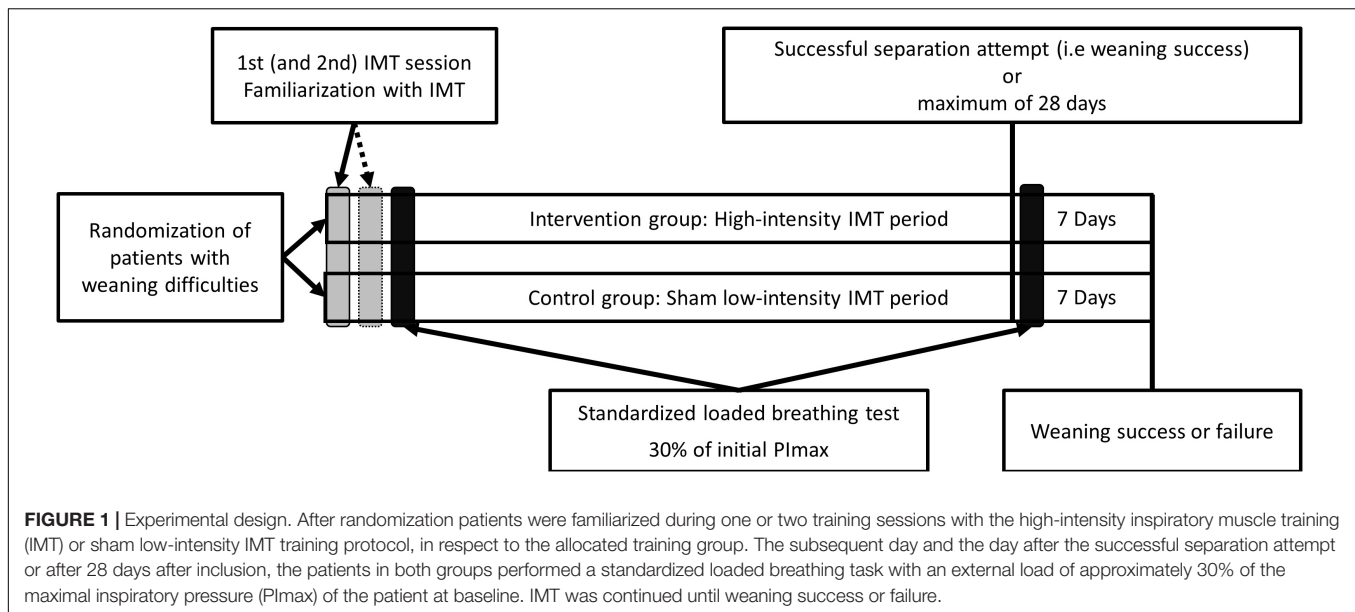 1st (and 2nd) IMT session
Familiarization with IMT
Successful separation attempt (i.e weaning success)
or
maximum of 28 days
Randomization of
patients with
weaning difficulties
Intervention group: High-intensity IMT period
7 Days
Control group: Sham low-intensity IMT period
7 Days
Standardized loaded breathing test
30% of initial PImax
Weaning success or failure
FIGURE 1 | Experimental design. After randomization patients were familiarized during one or two training sessions with the high-intensity inspiratory muscle training
(IMT) or sham low-intensity IMT training protocol, in respect to the allocated training group. The subsequent day and the day after the successful separation attempt
or after 28 days after inclusion, the patients in both groups performed a standardized loaded breathing task with an external load of approximately 30% of the
maximal inspiratory pressure (PImax) of the patient at baseline. IMT was continued until weaning success or failure.